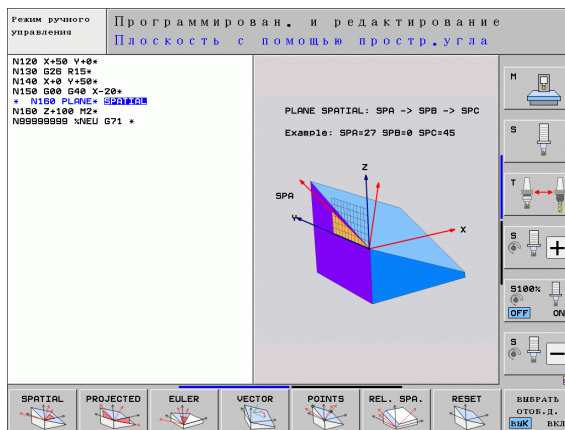 Режим ручного
управления
Программирован. и редактирование
Плоскость с помощью простр.угла
N120 X+50 Y+0*
N130 G26 R15*
N140 X+0 Y+50*
N150 G00 G40 X-20*
* N160 PLANE* SPATIAL
N160 Z+100 M2*
N99999999 %NEU G71 *
PLANE SPATIAL: SPA -> SPB -> SPC
Example: SPA=27 SPB=0 SPC=45
Z
SPA
Y
X
M
S
T
S
S100%
OFF ON
S
SPATIAL PROJECTED EULER VECTOR POINTS REL. SPA. RESET
ВЫБРАТЬ
ОТОБ.Д.
ВЫК ВКЛ